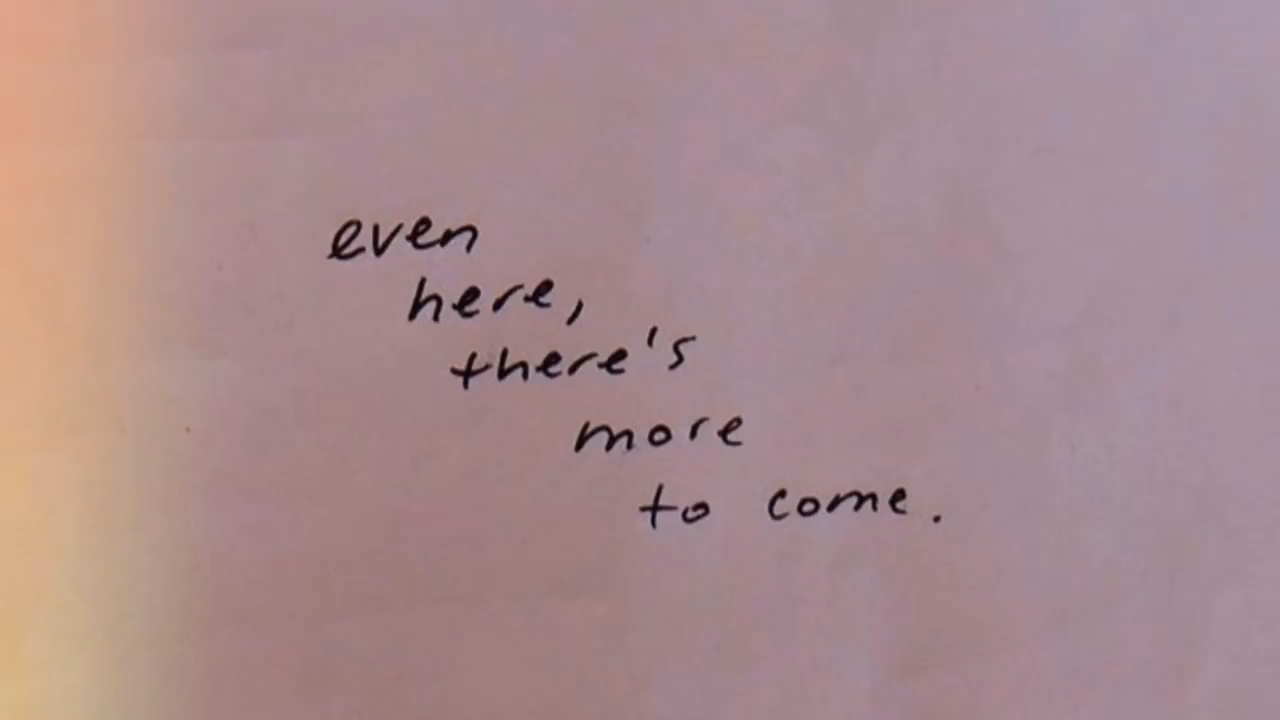 even
here,
there's
more
to come.